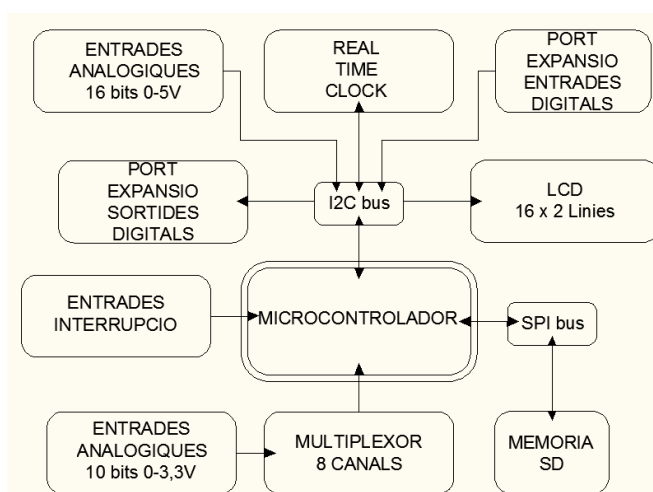 ENTRADES
ANALOGIQUES
16 bits 0-5V
REAL
TIME
CLOCK
PORT
EXPANSIO
ENTRADES
DIGITALS
PORT
EXPANSIO
SORTIDES
DIGITALS
I2C bus
LCD
16 x 2 Linies
ENTRADES
INTERRUPCIO
MICROCONTROLADOR
SPI bus
ENTRADES
ANALOGIQUES
10 bits 0-3,3V
MULTIPLEXOR
8 CANALS
MEMORIA
SD